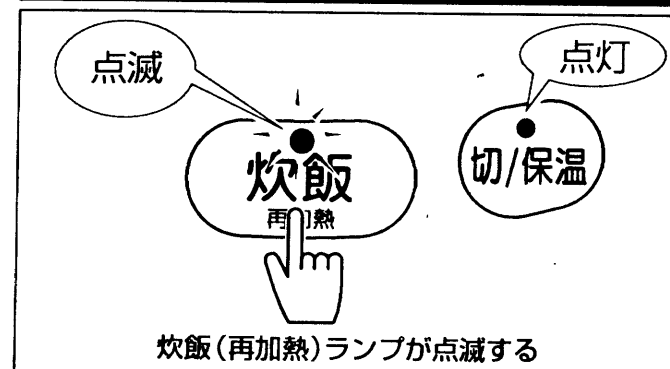 点滅
点灯
炊飯
再加熱
切/保温
炊飯(再加熱)ランプが点滅する